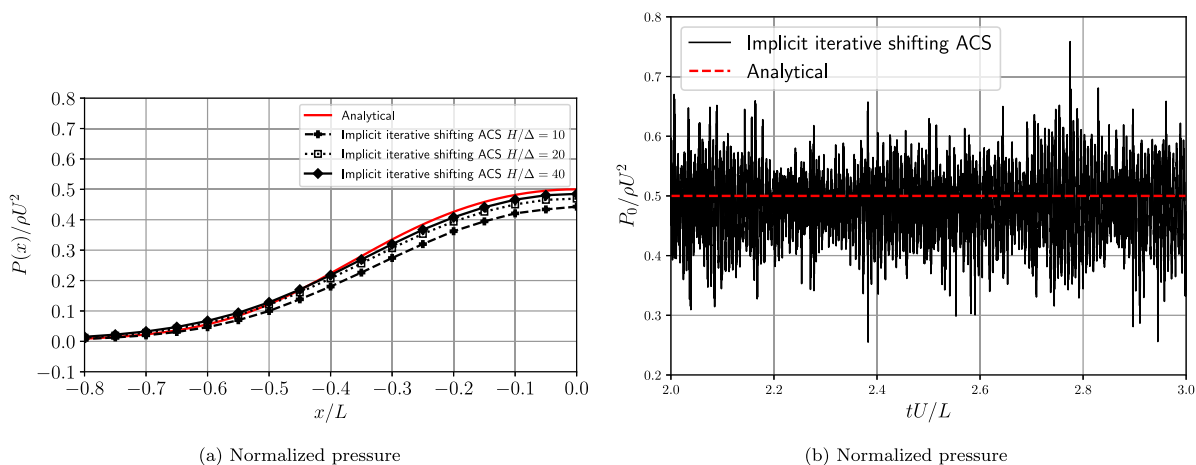 0.8
0.7
0.6
0.5
0.4
0.3
0.2
0.1
0.0
−0.1
P(x)/ρU²
Analytical
Implicit iterative shifting ACS H/Δ = 10
Implicit iterative shifting ACS H/Δ = 20
Implicit iterative shifting ACS H/Δ = 40
−0.8 −0.7 −0.6 −0.5 −0.4 −0.3 −0.2 −0.1 0.0
x/L
(a) Normalized pressure
0.8
0.7
0.6
0.5
0.4
0.3
0.2
P₀/ρU²
Implicit iterative shifting ACS
Analytical
2.0 2.2 2.4 2.6 2.8 3.0
tU/L
(b) Normalized pressure